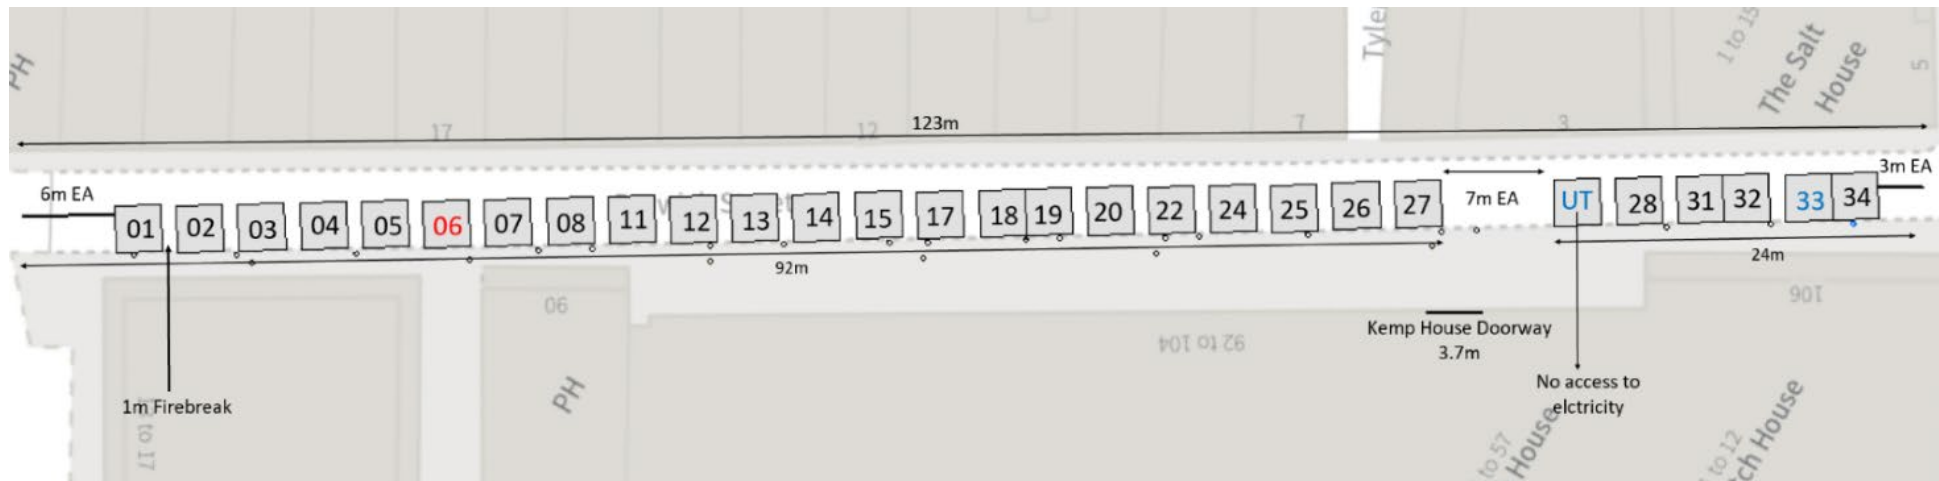 PH
17
12
7
Tyle
3
1 to 15
The Salt
House
5
123m
6m EA
3m EA
01 02 03 04 05 06 07 08 11 12 13 14 15 17 18 19 20 22 24 25 26 27
7m EA
UT 28 31 32 33 34
92m
24m
90
106
92 to 104
Kemp House Doorway
3.7m
1m Firebreak
to 17
PH
No access to
elctricity
to 57
House
to 12
ch House